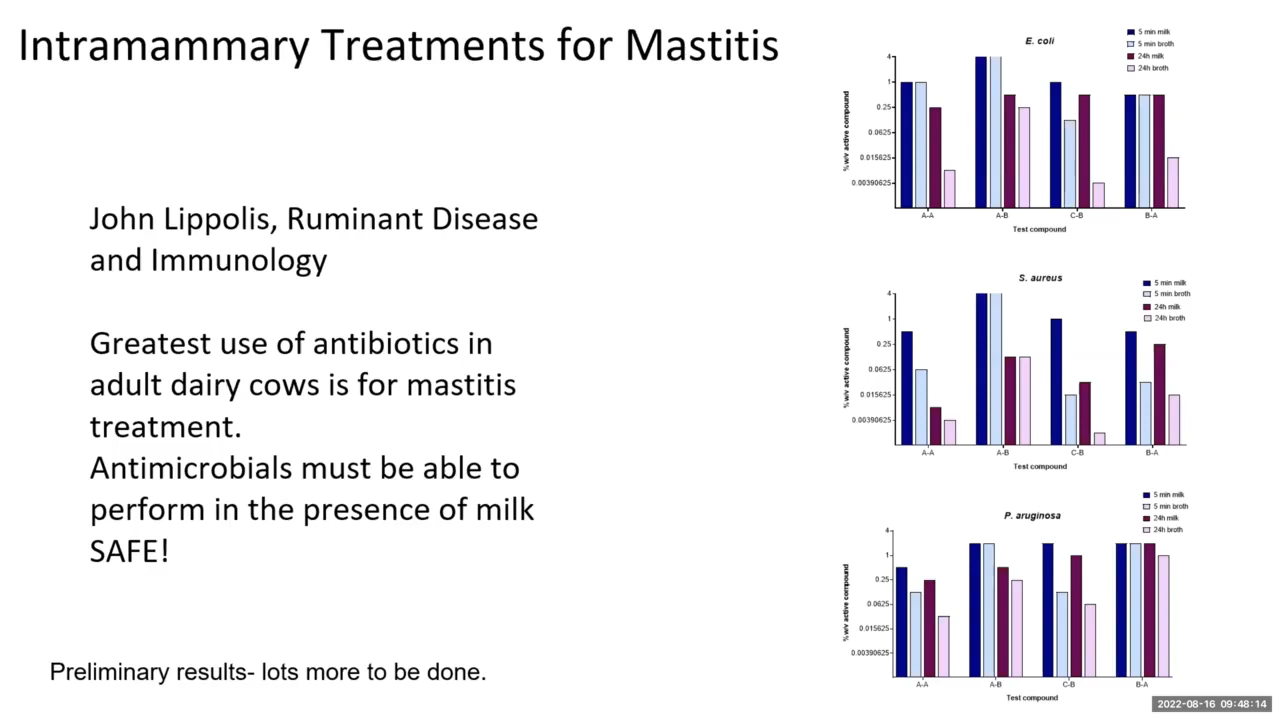 Intramammary Treatments for Mastitis
John Lippolis, Ruminant Disease
and Immunology
Greatest use of antibiotics in
adult dairy cows is for mastitis
treatment.
Antimicrobials must be able to
perform in the presence of milk
SAFE!
Preliminary results- lots more to be done.
E. coli
5 min milk
5 min broth
24h milk
24h broth
% w/v active compound
4
1
0.25
0.0625
0.015625
0.00390625
A-A A-B C-B B-A
Test compound
S. aureus
5 min milk
5 min broth
24h milk
24h broth
% w/v active compound
4
1
0.25
0.0625
0.015625
0.00390625
A-A A-B C-B B-A
Test compound
P. aruginosa
5 min milk
5 min broth
24h milk
24h broth
% w/v active compound
4
1
0.25
0.0625
0.015625
0.00390625
A-A A-B C-B B-A
Test compound
2022-08-16 09:48:14